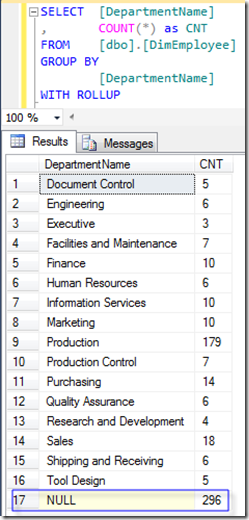 SELECT [DepartmentName]
, COUNT(*) as CNT
FROM [dbo].[DimEmployee]
GROUP BY
[DepartmentName]
WITH ROLLUP
100 %
Results Messages
DepartmentName CNT
1 Document Control 5
2 Engineering 6
3 Executive 3
4 Facilities and Maintenance 7
5 Finance 10
6 Human Resources 6
7 Information Services 10
8 Marketing 10
9 Production 179
10 Production Control 7
11 Purchasing 14
12 Quality Assurance 6
13 Research and Development 4
14 Sales 18
15 Shipping and Receiving 6
16 Tool Design 5
17 NULL 296